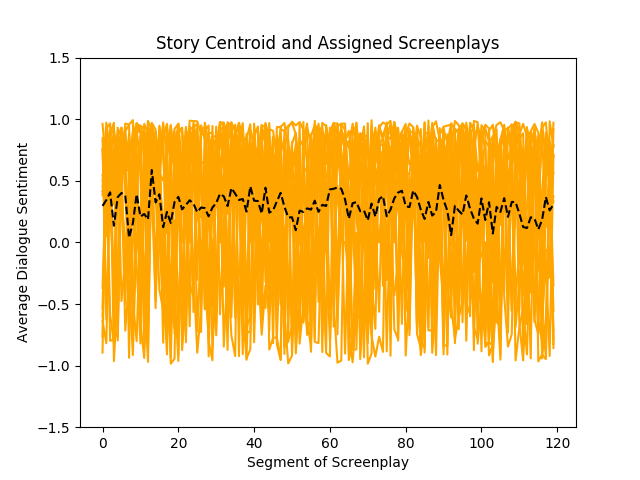 Story Centroid and Assigned Screenplays
1.5
1.0
0.5
0.0
−0.5
−1.0
−1.5
Average Dialogue Sentiment
0 20 40 60 80 100 120
Segment of Screenplay